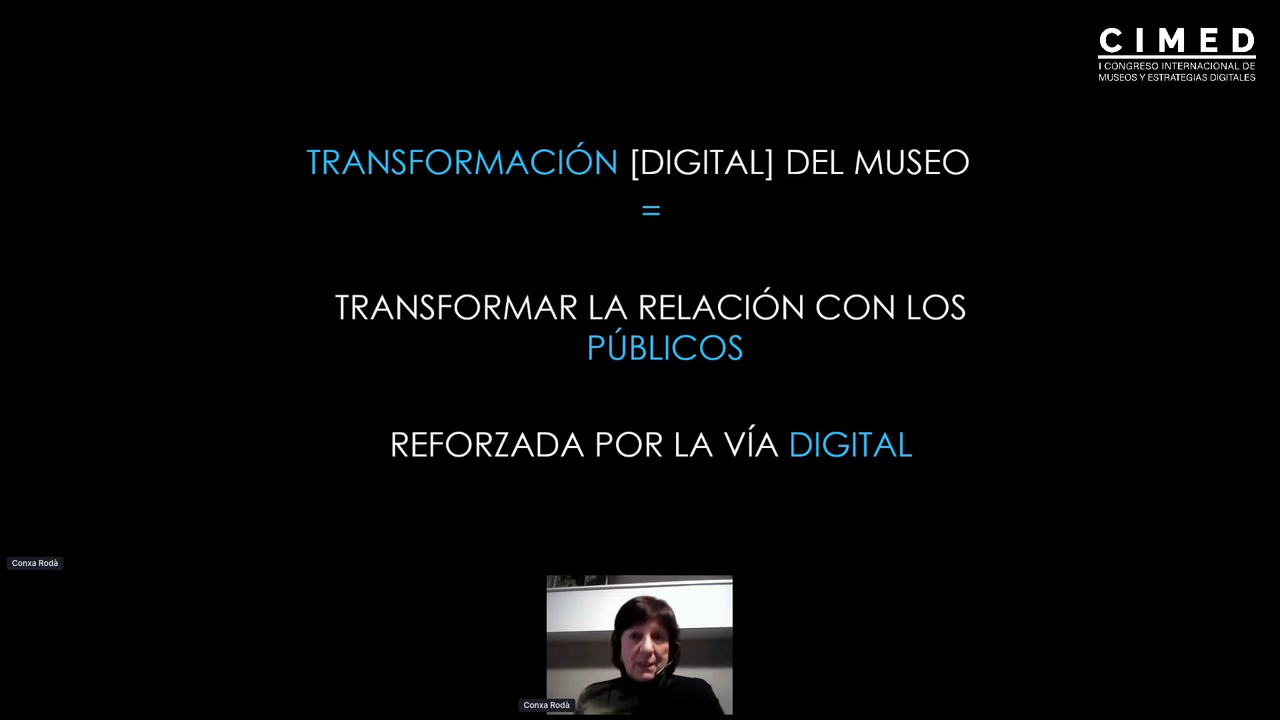 CIMED
I CONGRESO INTERNACIONAL DE
MUSEOS Y ESTRATEGIAS DIGITALES
TRANSFORMACIÓN [DIGITAL] DEL MUSEO
=
TRANSFORMAR LA RELACIÓN CON LOS
PÚBLICOS
REFORZADA POR LA VÍA DIGITAL
Conxa Rodà
Conxa Rodà